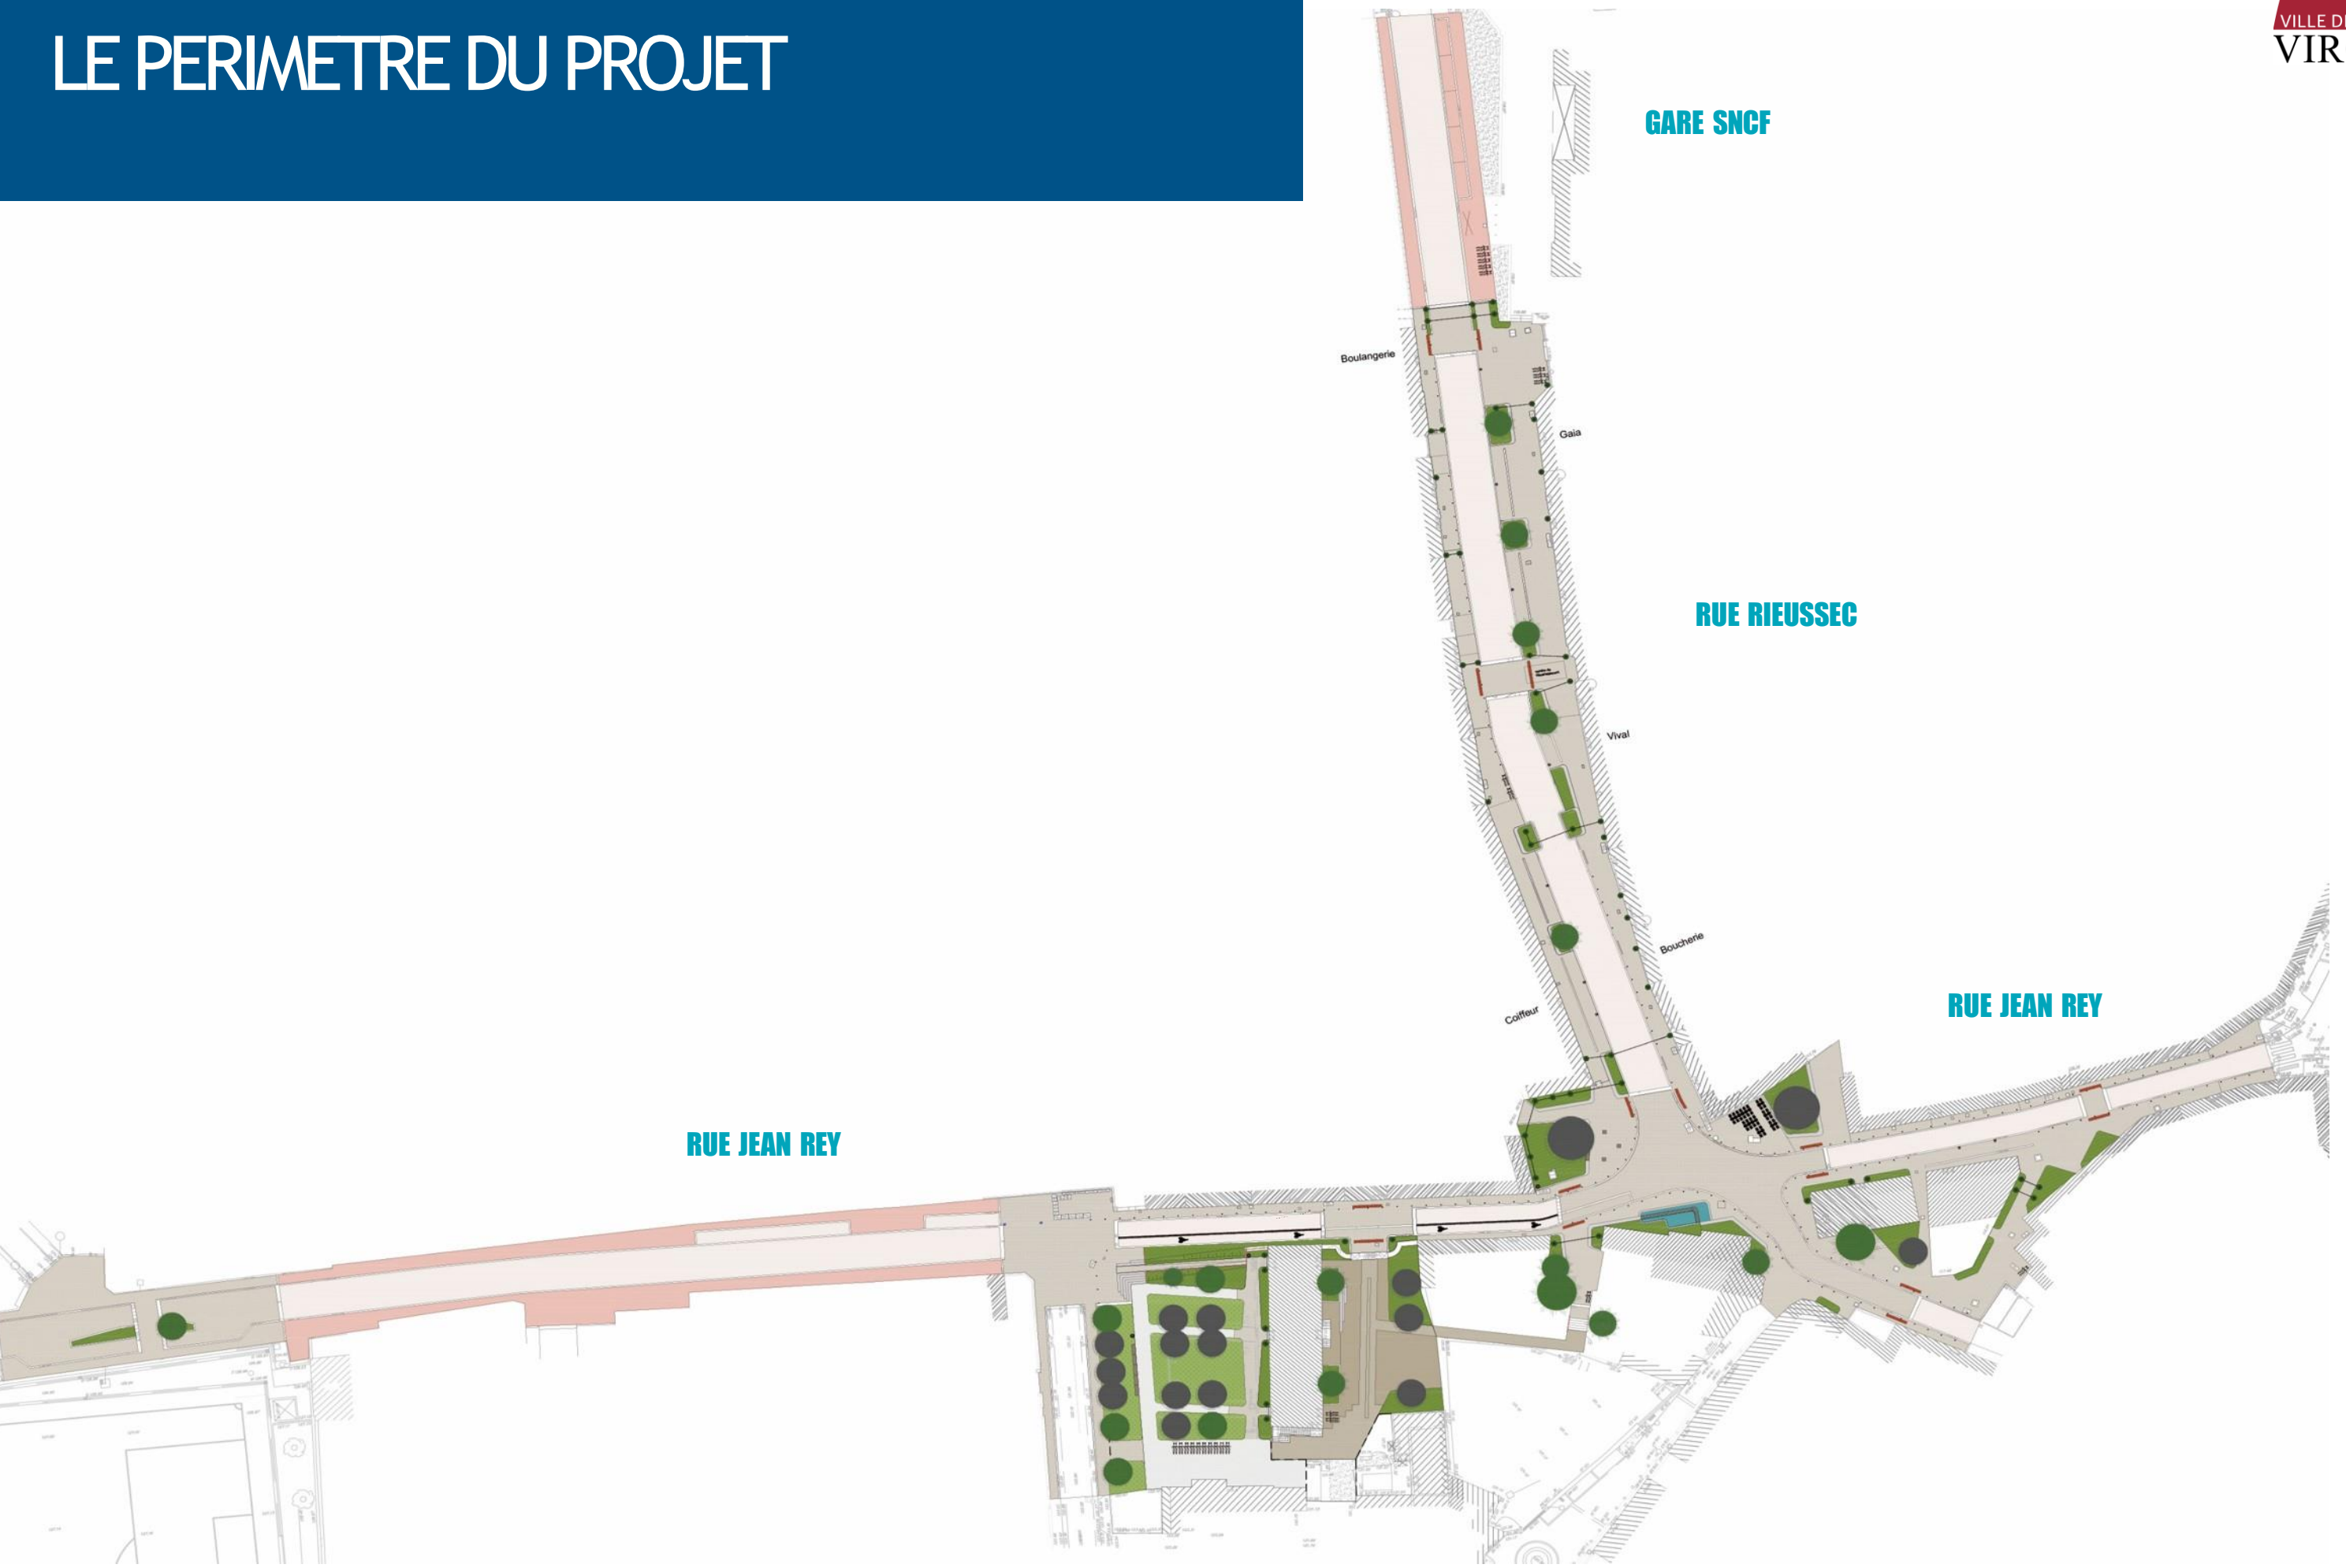 LE PERIMETRE DU PROJET
VILLE DE
VIR
GARE SNCF
Boulangerie
Gaia
RUE RIEUSSEC
Vival
Boucherie
Coiffeur
RUE JEAN REY
RUE JEAN REY